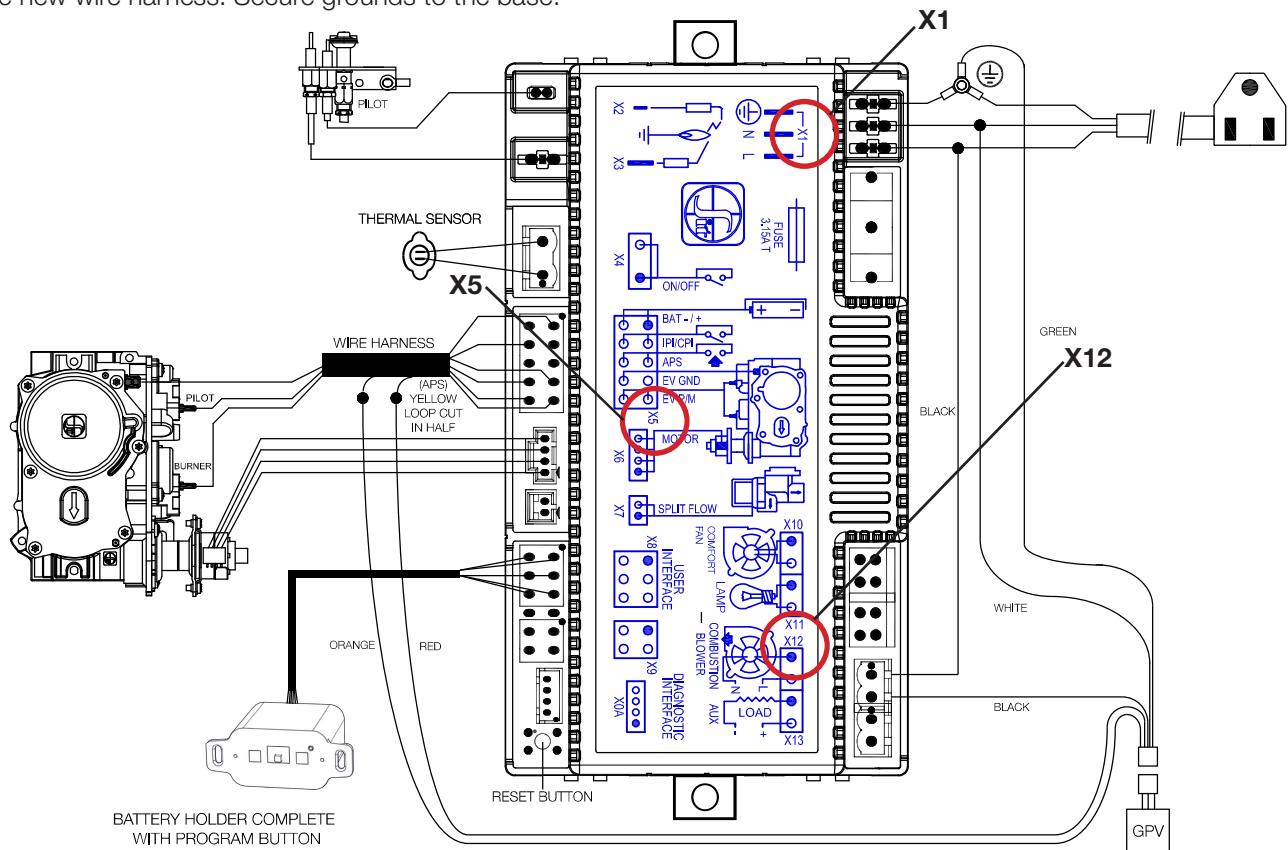 e new wire harness. Secure grounds to the base.
X1
PILOT
X2
X3
N
L
X1
THERMAL SENSOR
FUSE
3.15A T
X4
ON/OFF
X5
BAT - / +
+ -
IPI/CPI
APS
EV GND
EV P/M
X5
WIRE HARNESS
(APS)
YELLOW
LOOP CUT
IN HALF
PILOT
BURNER
GREEN
X12
BLACK
MOTOR
X6
SPLIT FLOW
X7
X10
COMFORT
FAN
X8
USER
INTERFACE
LAMP
X11
WHITE
X12
COMBUSTION
BLOWER
N
L
X9
ORANGE
RED
DIAGNOSTIC
INTERFACE
X0A
AUX
LOAD
- +
X13
BLACK
RESET BUTTON
BATTERY HOLDER COMPLETE
WITH PROGRAM BUTTON
GPV